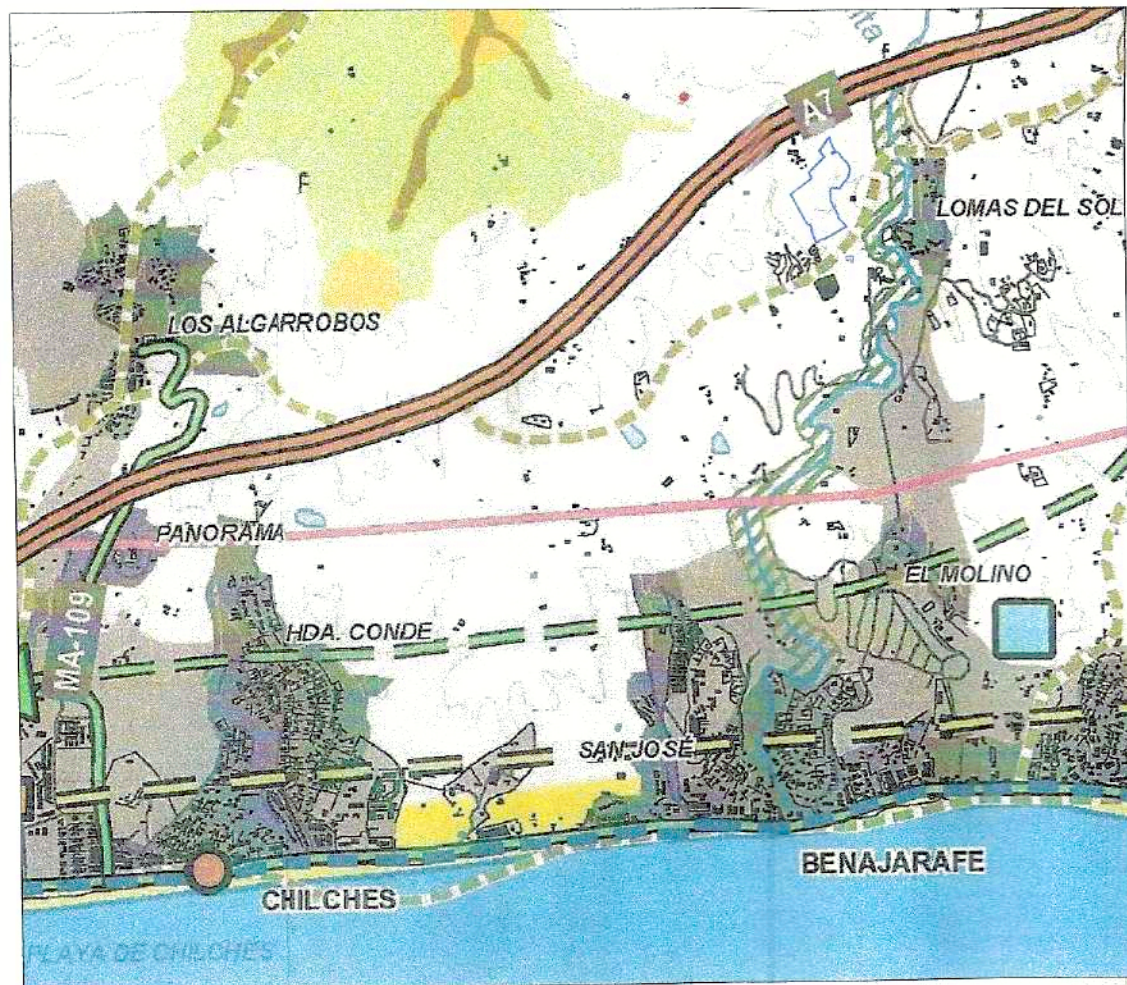 A7
F
F
LOMAS DEL SOL
LOS ALGARROBOS
PANORAMA
EL MOLINO
MA-109
HDA. CONDE
SAN JOSÉ
BENAJARAFE
CHILCHES
PLAYA DE CHILCHES